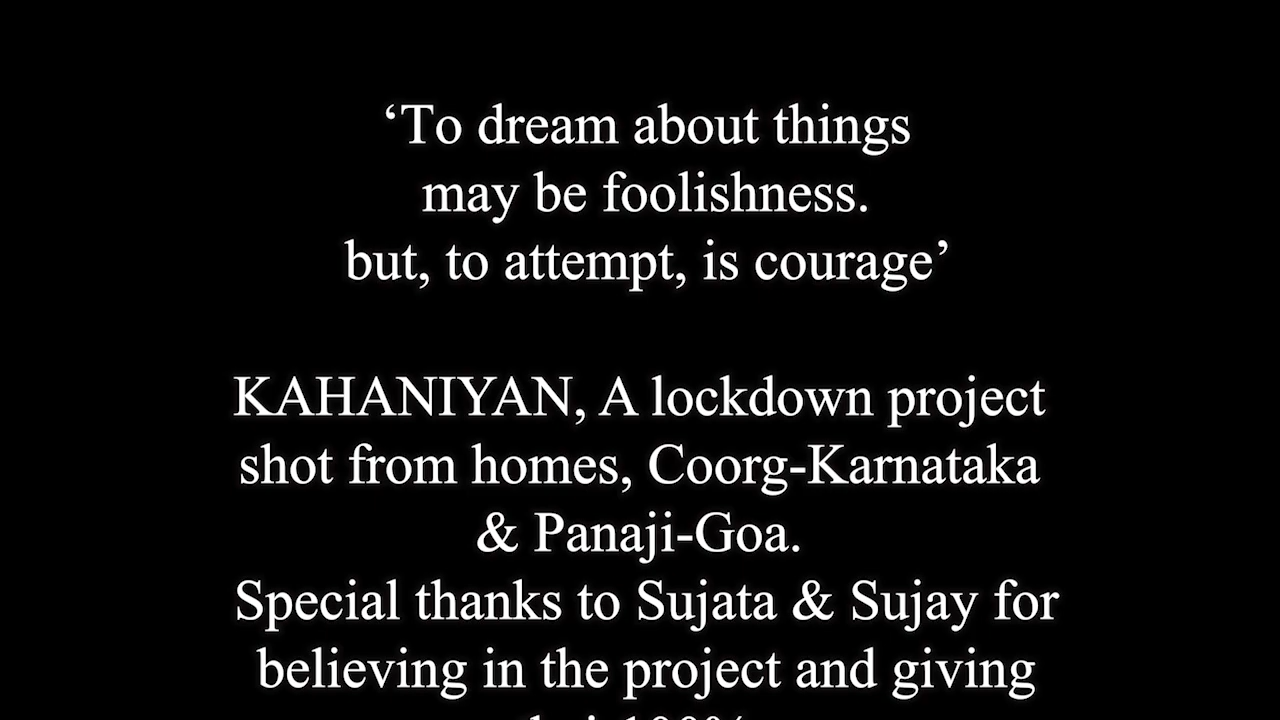 ‘To dream about things
may be foolishness.
but, to attempt, is courage’
KAHANIYAN, A lockdown project
shot from homes, Coorg-Karnataka
& Panaji-Goa.
Special thanks to Sujata & Sujay for
believing in the project and giving